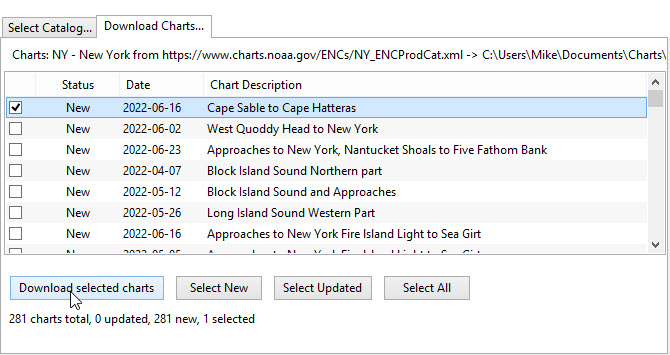 Select Catalog... Download Charts...
Charts: NY - New York from https://www.charts.noaa.gov/ENCs/NY_ENCProdCat.xml -> C:\Users\Mike\Documents\Charts\
Status Date Chart Description
New 2022-06-16 Cape Sable to Cape Hatteras
New 2022-06-02 West Quoddy Head to New York
New 2022-06-23 Approaches to New York, Nantucket Shoals to Five Fathom Bank
New 2022-04-07 Block Island Sound Northern part
New 2022-05-12 Block Island Sound and Approaches
New 2022-05-26 Long Island Sound Western Part
New 2022-06-16 Approaches to New York Fire Island Light to Sea Girt
Download selected charts Select New Select Updated Select All
281 charts total, 0 updated, 281 new, 1 selected